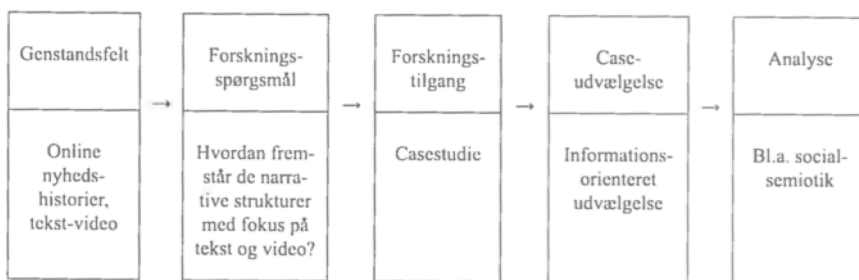 Genstandsfelt
Online
nyheds-
historier,
tekst-video
→
Forsknings-
spørgsmål
Hvordan frem-
står de narra-
tive strukturer
med fokus på
tekst og video?
→
Forsknings-
tilgang
Casestudie
→
Case-
udvælgelse
Informations-
orienteret
udvælgelse
→
Analyse
Bl.a. social-
semiotik